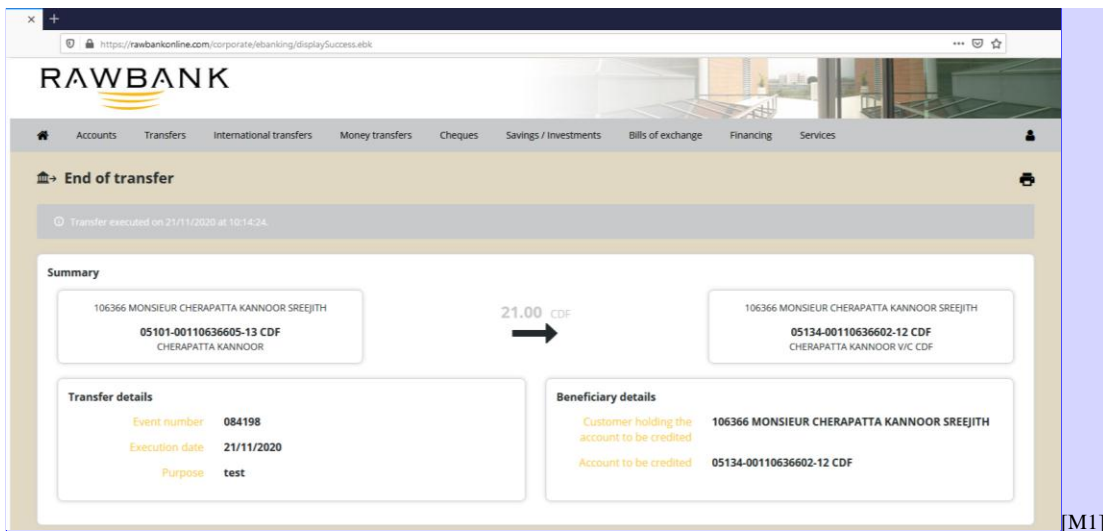 × +
https://rawbankonline.com/corporate/ebanking/displaySuccess.ebk ...
RAWBANK
Accounts Transfers International transfers Money transfers Cheques Savings / Investments Bills of exchange Financing Services
End of transfer
Transfer executed on 21/11/2020 at 10:14:24.
Summary
106366 MONSIEUR CHERAPATTA KANNOOR SREEJITH
05101-00110636605-13 CDF
CHERAPATTA KANNOOR
21.00 CDF
106366 MONSIEUR CHERAPATTA KANNOOR SREEJITH
05134-00110636602-12 CDF
CHERAPATTA KANNOOR V/C CDF
Transfer details
Event number 084198
Execution date 21/11/2020
Purpose test
Beneficiary details
Customer holding the account to be credited 106366 MONSIEUR CHERAPATTA KANNOOR SREEJITH
Account to be credited 05134-00110636602-12 CDF
[M1]